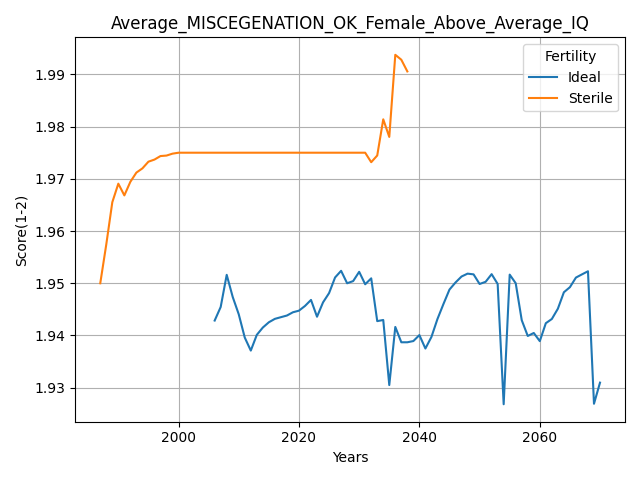 Average_MISCEGENATION_OK_Female_Above_Average_IQ
Score(1-2)
1.99
1.98
1.97
1.96
1.95
1.94
1.93
Fertility
Ideal
Sterile
2000
2020
2040
2060
Years